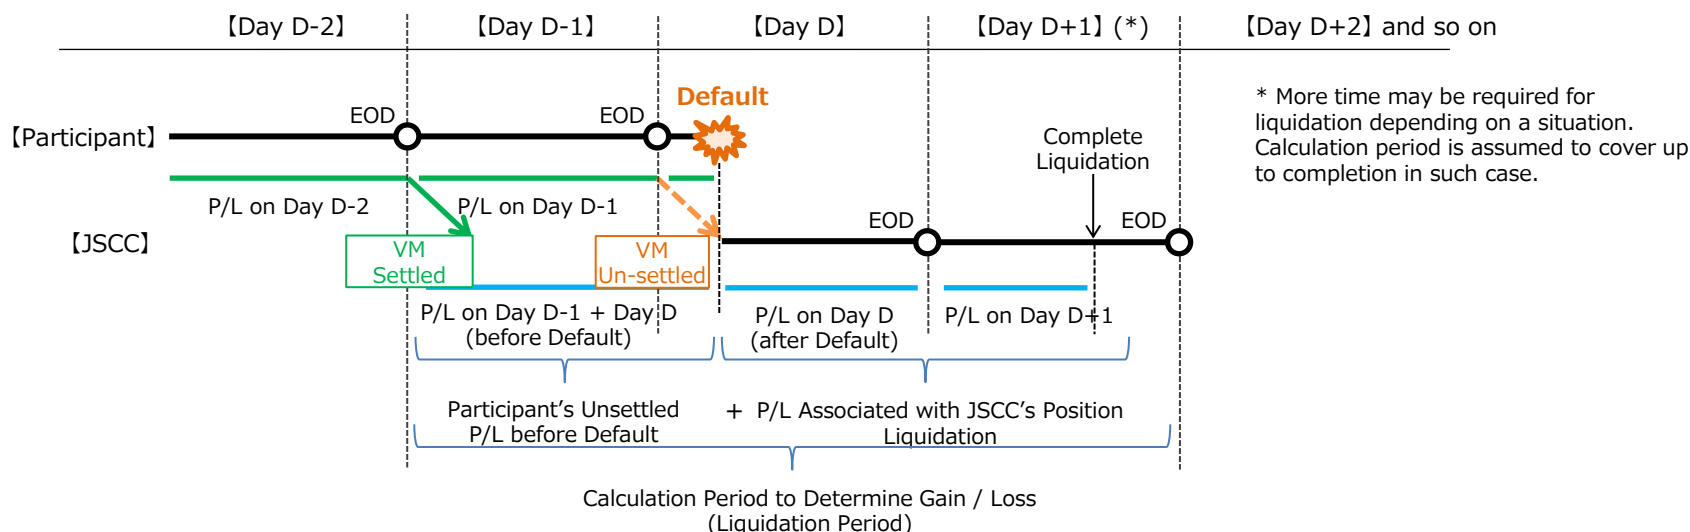 【Day D-2】
【Day D-1】
【Day D】
【Day D+1】(*)
【Day D+2】and so on
Default
EOD
EOD
* More time may be required for
liquidation depending on a situation.
Calculation period is assumed to cover up
to completion in such case.
【Participant】
Complete
Liquidation
P/L on Day D-2
P/L on Day D-1
EOD
EOD
【JSCC】
VM
Settled
VM
Un-settled
P/L on Day D-1 + Day D
(before Default)
P/L on Day D
(after Default)
P/L on Day D+1
Participant’s Unsettled
P/L before Default
+ P/L Associated with JSCC’s Position
Liquidation
Calculation Period to Determine Gain / Loss
(Liquidation Period)